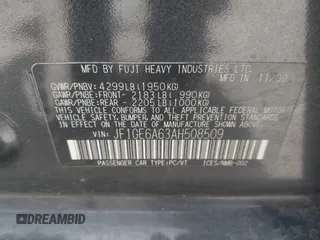 MFD BY FUJI HEAVY INDUSTRIES LTD.
MFD IN 11/09
GVWR/PNBV: 4299LB(1950KG)
GAWR/PNBE:FRONT- 2183LB( 990KG)
GAWR/PNBE:REAR - 2205LB(1000KG)
THIS VEHICLE CONFORMS TO ALL APPLICABLE
FEDERAL MOTOR VEHICLE
SAFETY, BUMPER, AND THEFT PREVENTION
STANDARDS IN EFFECT ON THE DATE OF
MANUFACTURE SHOWN ABOVE.
VIN: JF1GE6A63AH508509
PASSENGER CAR TYPE:PC/VT ICES/NMB-002
DREAMBID